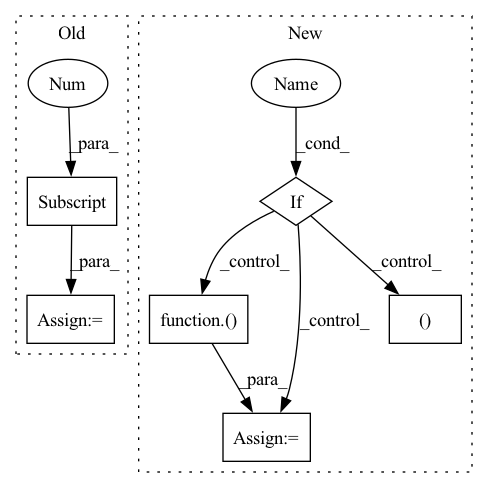 Old
New
Num
Name
_para_
_cond_
Subscript
If
_para_
_control_
_control_
_control_
Assign:=
function.()
()
_para_
Assign:=